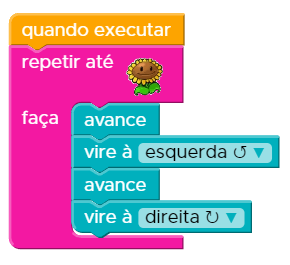 quando executar
repetir até
faça
avance
vire à esquerda ↺ ▼
avance
vire à direita ↻ ▼